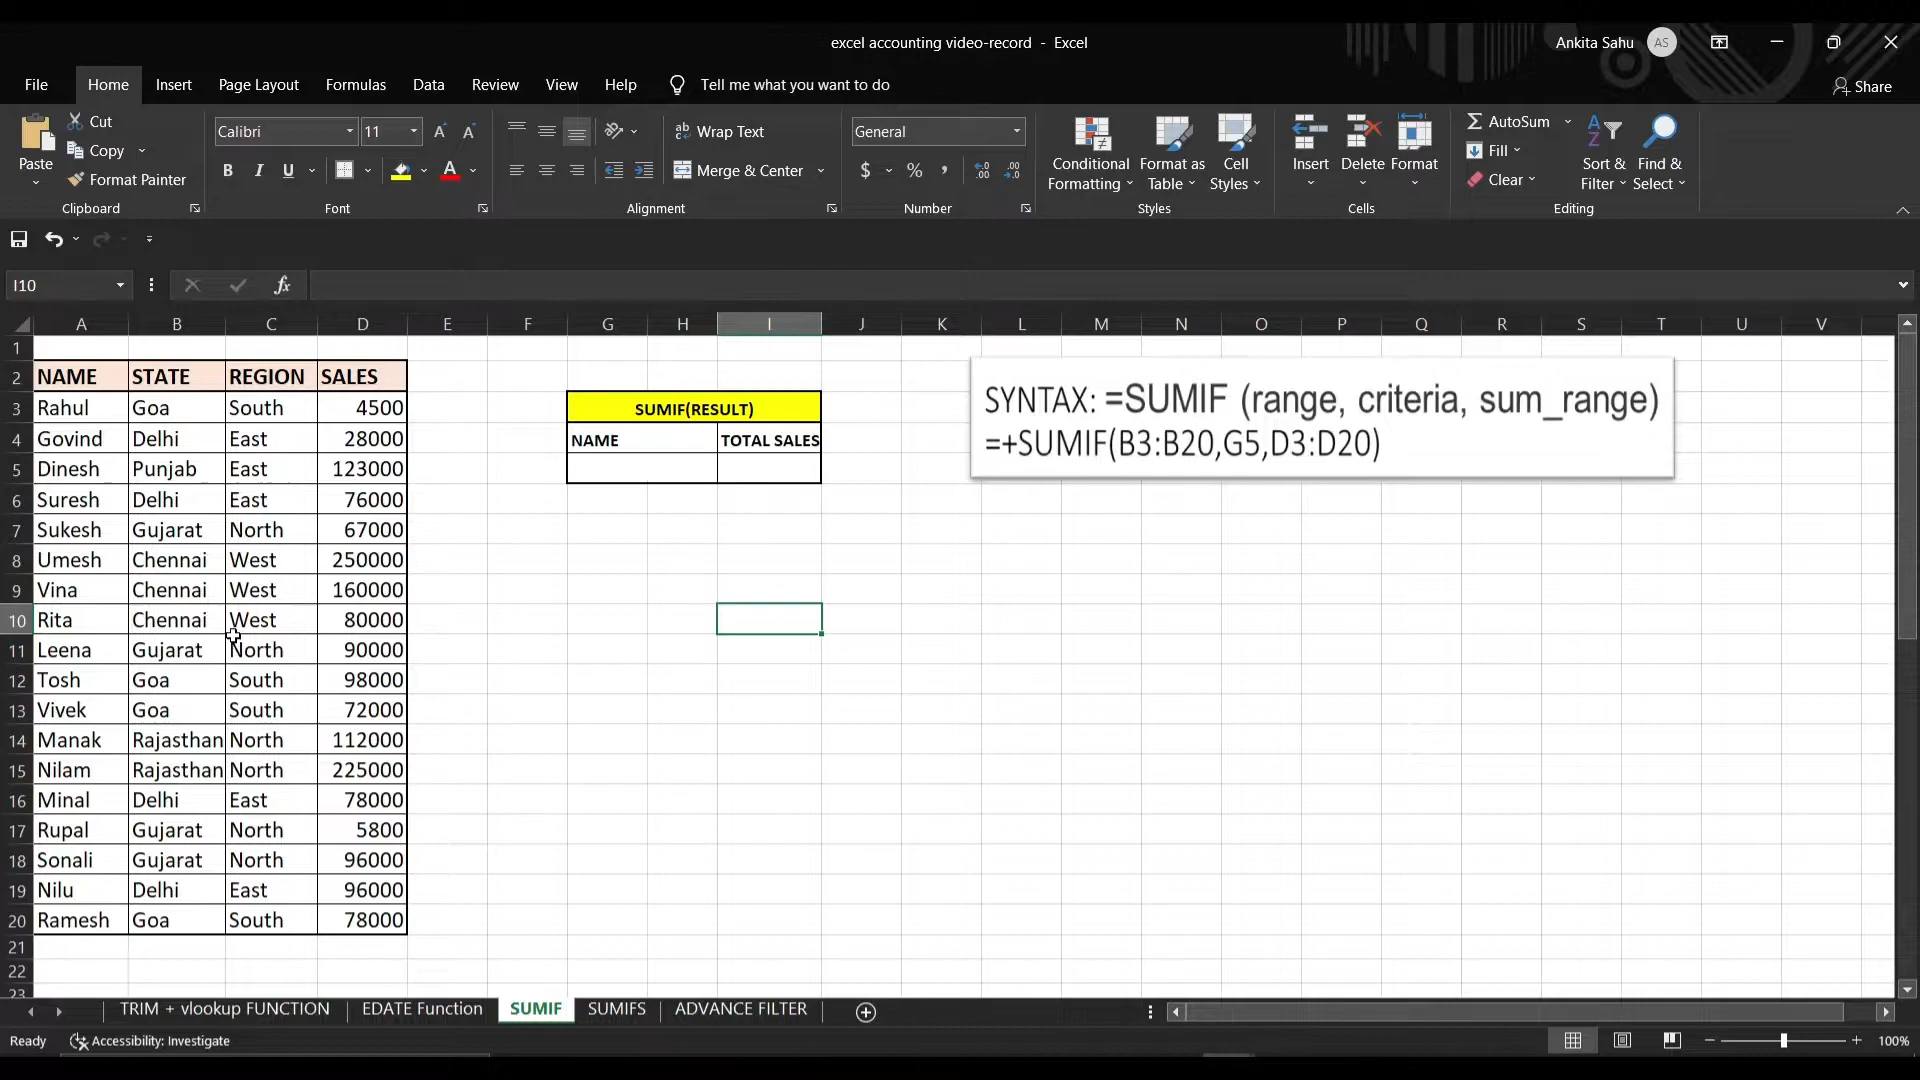 excel accounting video-record - Excel
Ankita Sahu AS
File Home Insert Page Layout Formulas Data Review View Help Tell me what you want to do
Share
Paste
Cut
Copy
Format Painter
Clipboard
Calibri 11
B I U
Font
Wrap Text
Merge & Center
Alignment
General
$ % ,
Number
Conditional Formatting
Format as Table
Cell Styles
Styles
Insert Delete Format
Cells
AutoSum
Fill
Clear
Sort & Filter
Find & Select
Editing
I10
fx
A B C D E F G H I J K L M N O P Q R S T U V
1
2 NAME STATE REGION SALES
3 Rahul Goa South 4500
4 Govind Delhi East 28000
5 Dinesh Punjab East 123000
6 Suresh Delhi East 76000
7 Sukesh Gujarat North 67000
8 Umesh Chennai West 250000
9 Vina Chennai West 160000
10 Rita Chennai West 80000
11 Leena Gujarat North 90000
12 Tosh Goa South 98000
13 Vivek Goa South 72000
14 Manak Rajasthan North 112000
15 Nilam Rajasthan North 225000
16 Minal Delhi East 78000
17 Rupal Gujarat North 5800
18 Sonali Gujarat North 96000
19 Nilu Delhi East 96000
20 Ramesh Goa South 78000
21
22
23
SUMIF(RESULT)
NAME TOTAL SALES
SYNTAX: =SUMIF (range, criteria, sum_range)
=+SUMIF(B3:B20,G5,D3:D20)
TRIM + vlookup FUNCTION EDATE Function SUMIF SUMIFS ADVANCE FILTER
Ready Accessibility: Investigate 100%